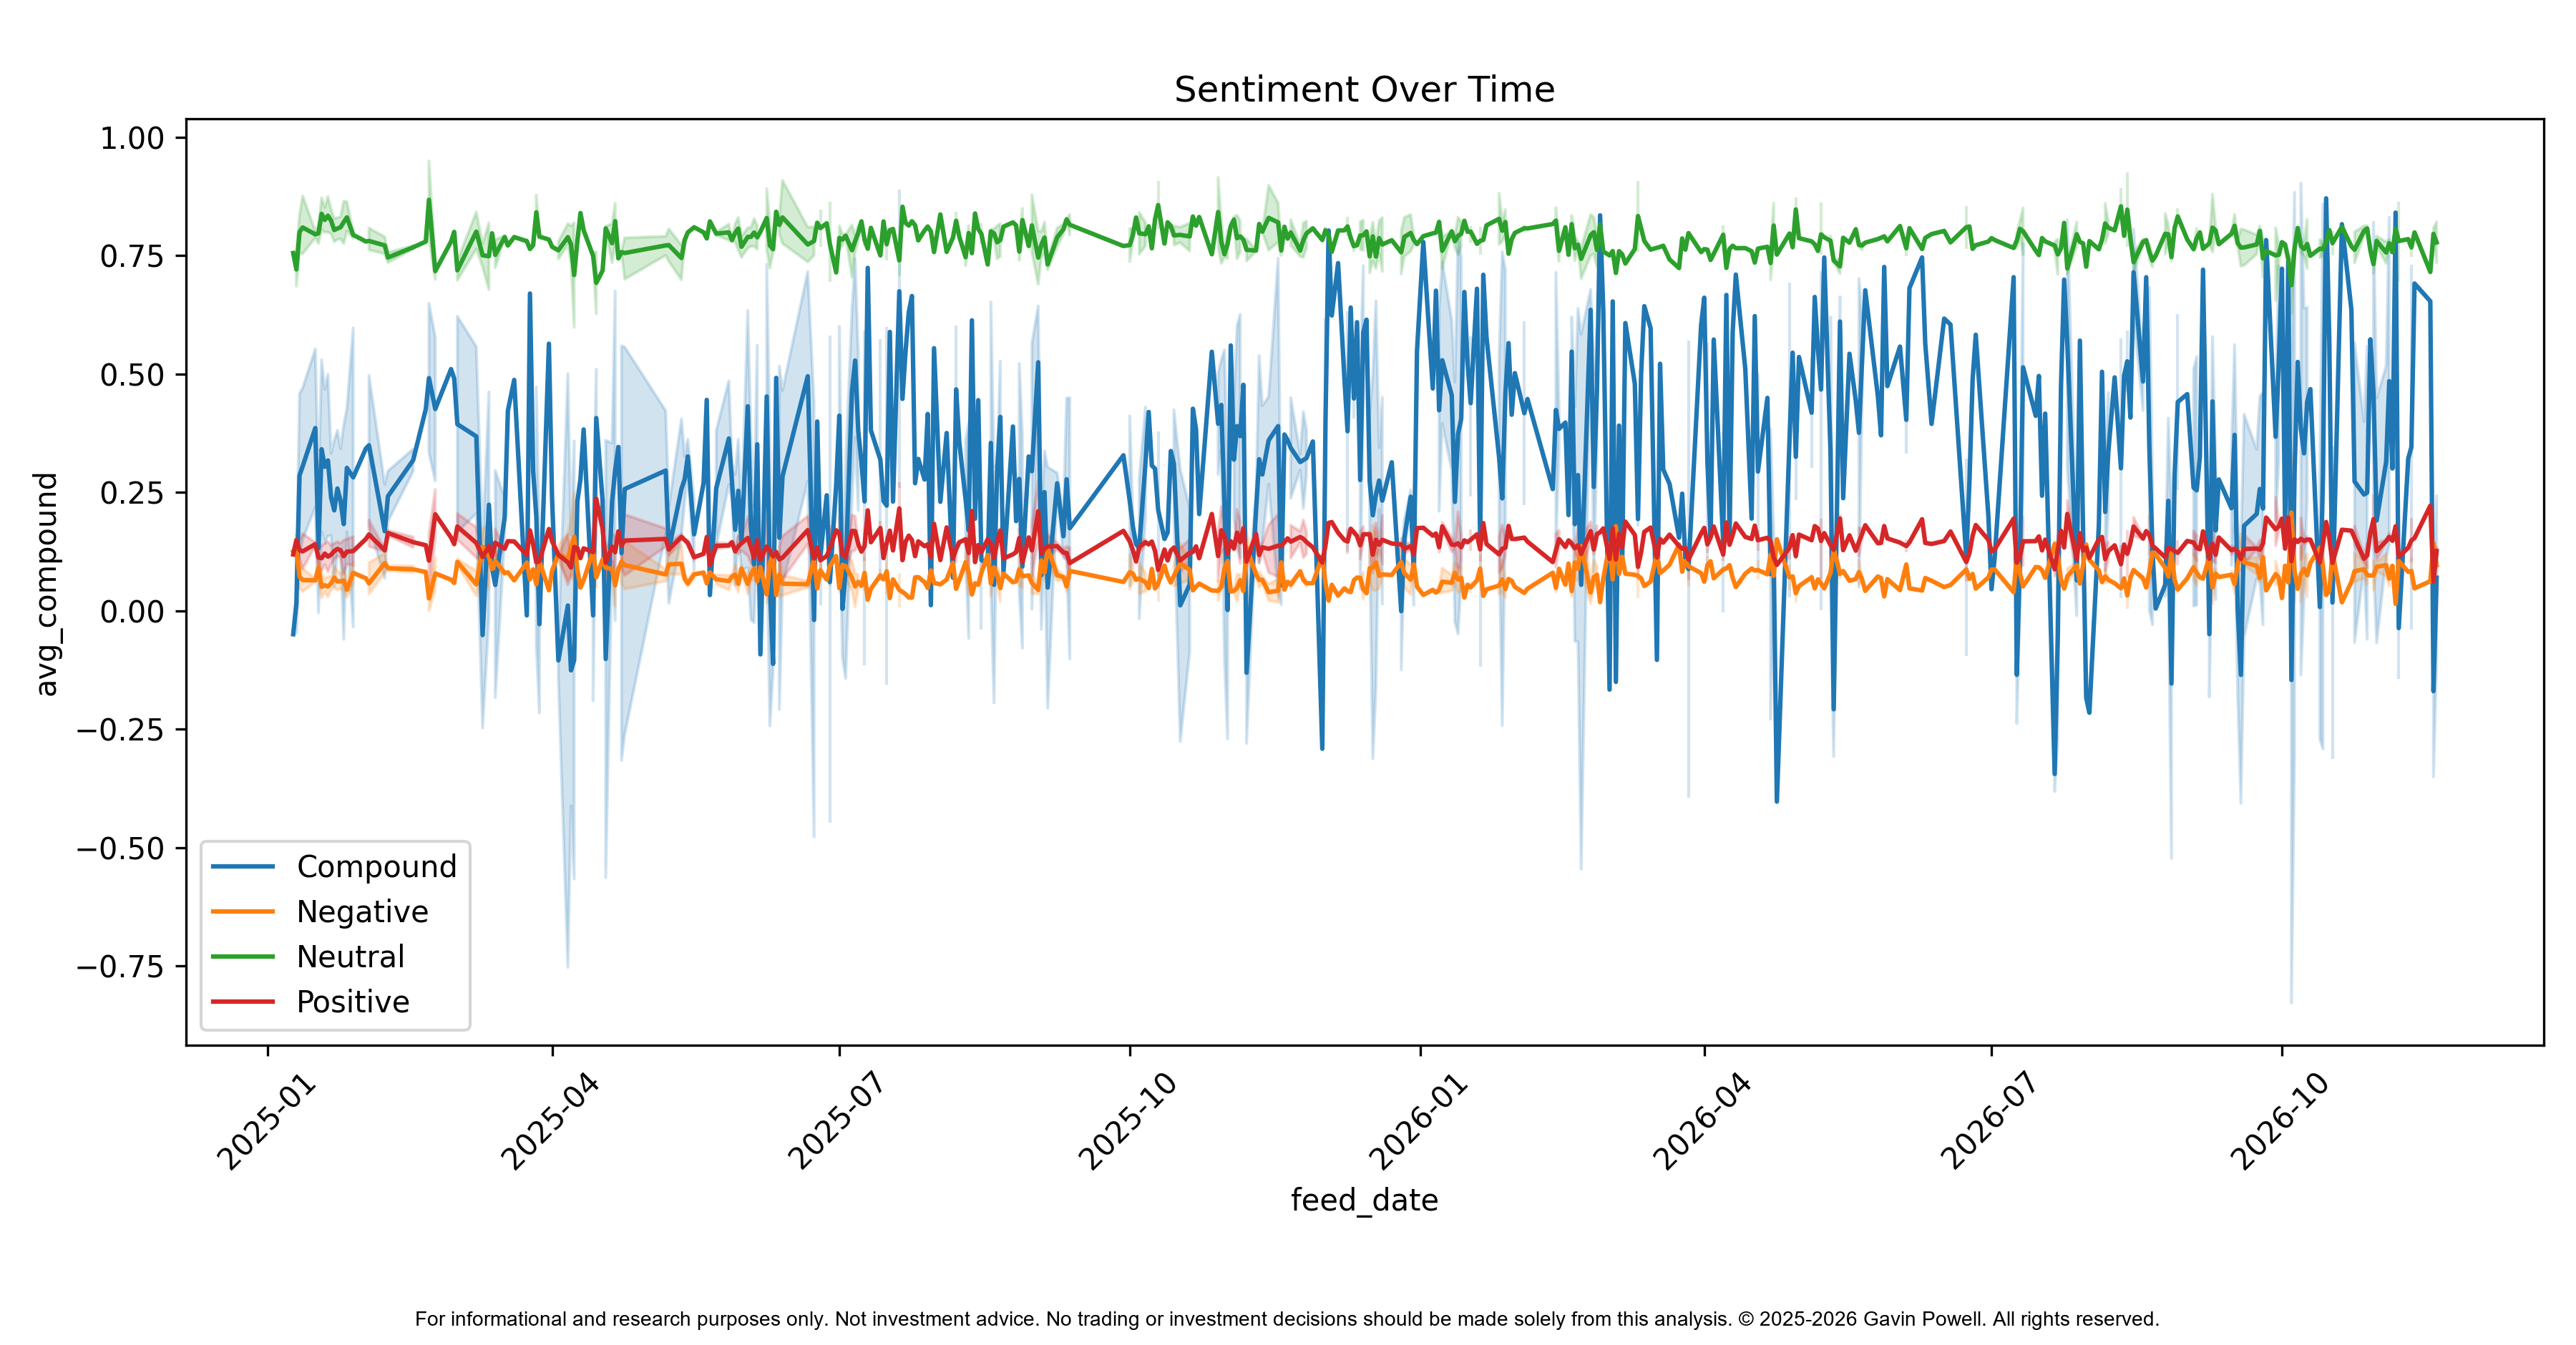 Sentiment Over Time
1.00
0.75
0.50
0.25
0.00
−0.25
−0.50
−0.75
avg_compound
Compound
Negative
Neutral
Positive
2025-01
2025-04
2025-07
2025-10
2026-01
2026-04
2026-07
2026-10
feed_date
For informational and research purposes only. Not investment advice. No trading or investment decisions should be made solely from this analysis. © 2025-2026 Gavin Powell. All rights reserved.